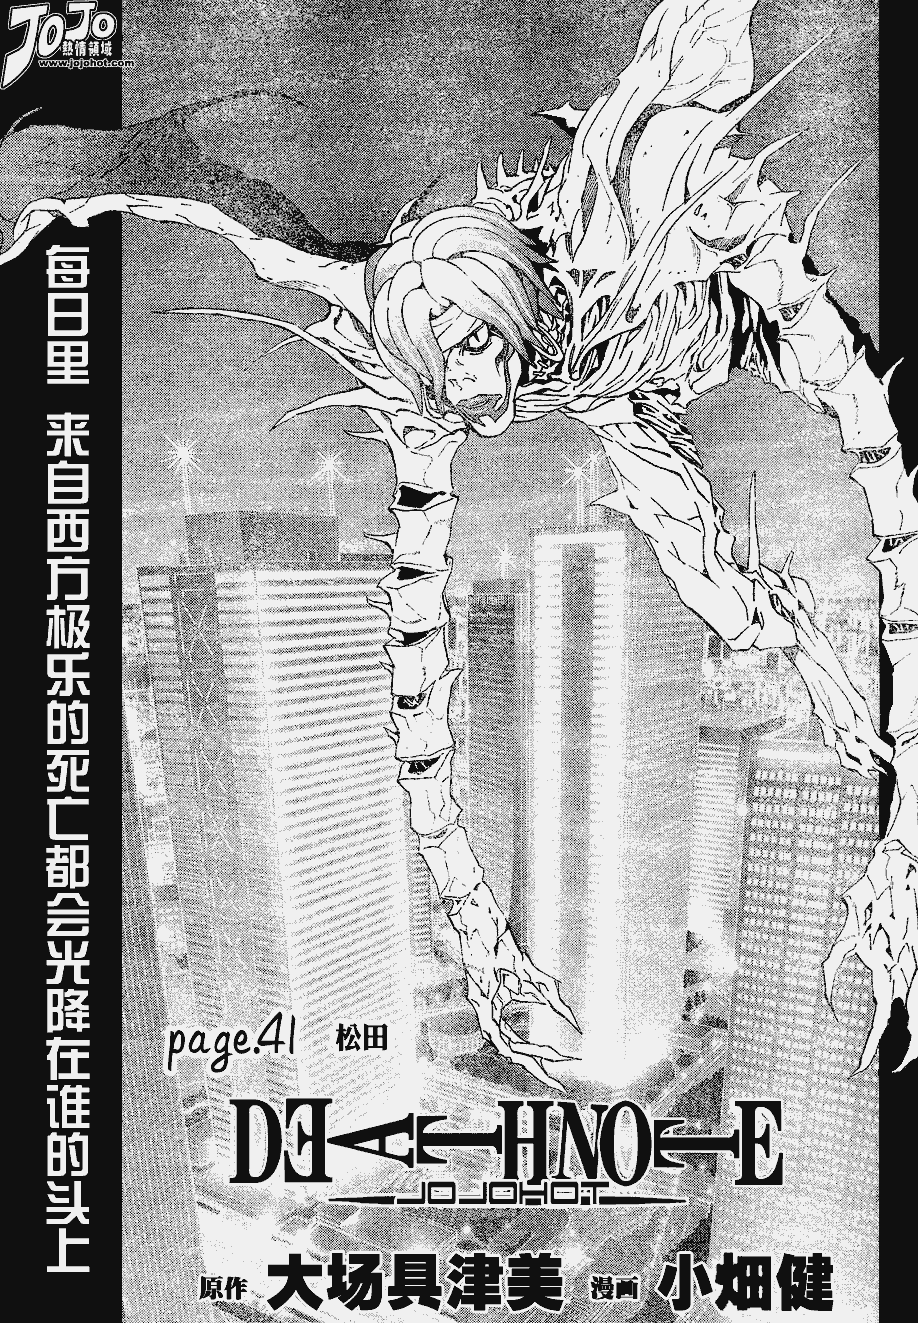 JOJO
熱情領域
www.jojohot.com
每日里 来自西方极乐的死亡都会光降在谁的头上
page.41 松田
DEATH NOTE
JOJOHOT
原作 大场具津美 漫画 小畑健